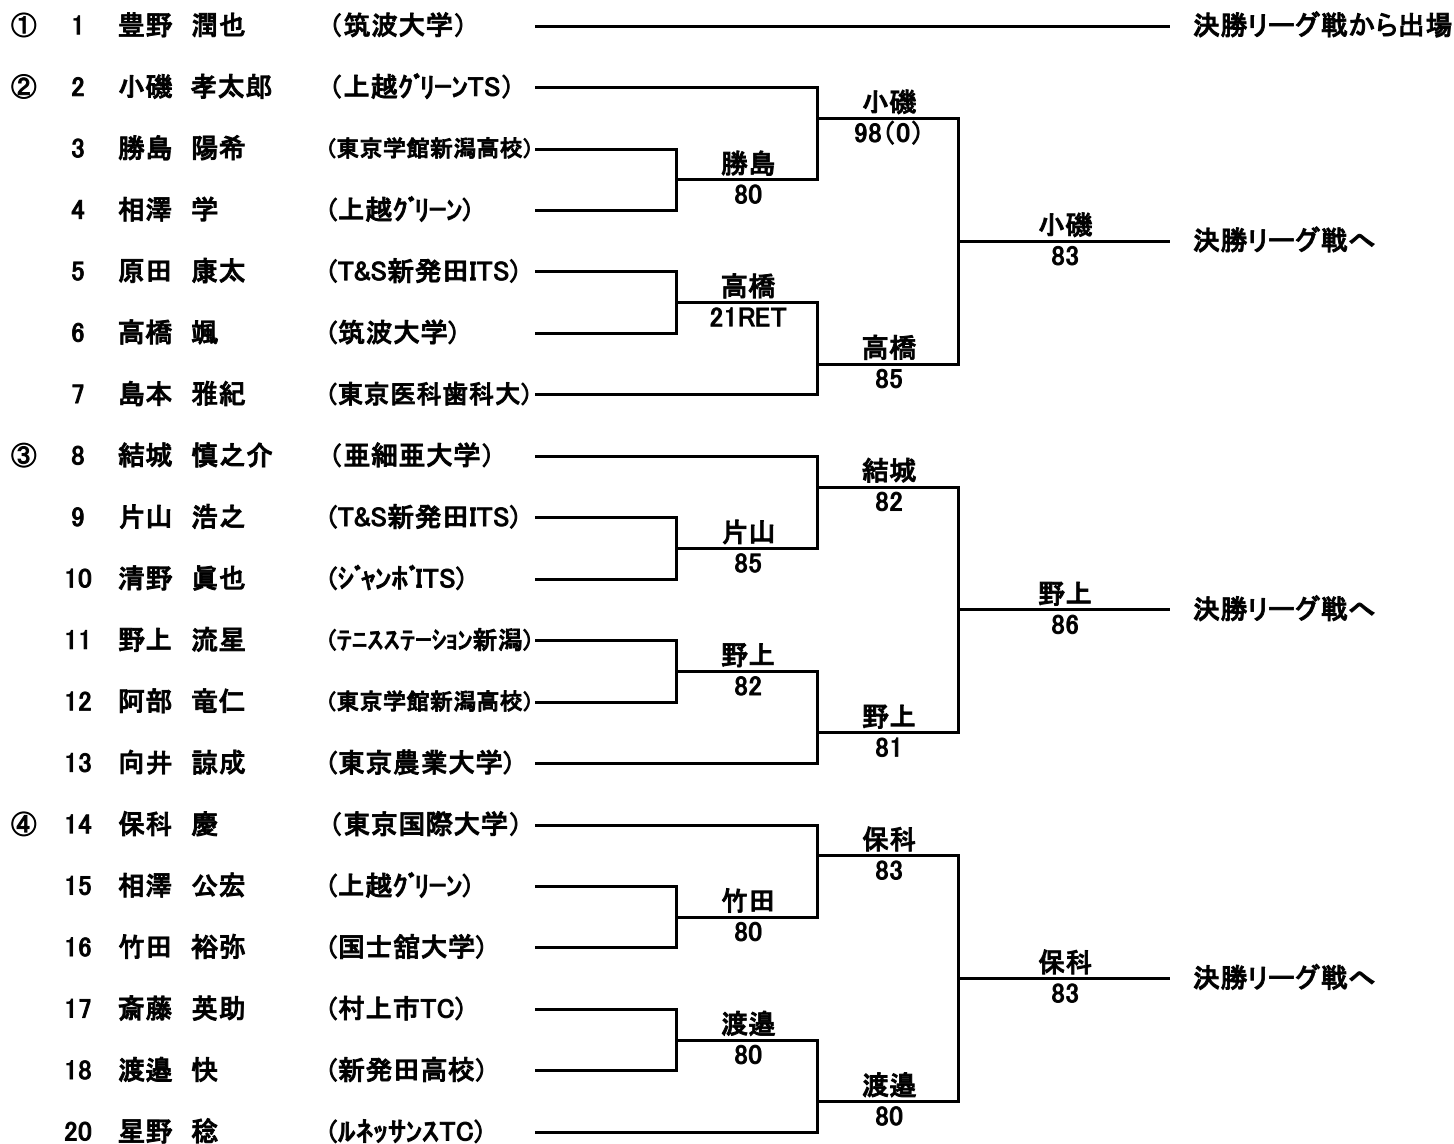 ① 1 豊野 潤也 (筑波大学) 決勝リーグ戦から出場
② 2 小磯 孝太郎 (上越グリーンTS)
小磯
98(0)
3 勝島 陽希 (東京学館新潟高校)
勝島
80
4 相澤 学 (上越グリーン)
小磯
83
決勝リーグ戦へ
5 原田 康太 (T&S新発田ITS)
高橋
21RET
6 高橋 颯 (筑波大学)
高橋
85
7 島本 雅紀 (東京医科歯科大)
③ 8 結城 慎之介 (亜細亜大学)
結城
82
9 片山 浩之 (T&S新発田ITS)
片山
85
10 清野 眞也 (ジャンボITS)
野上
86
決勝リーグ戦へ
11 野上 流星 (テニスステーション新潟)
野上
82
12 阿部 竜仁 (東京学館新潟高校)
野上
81
13 向井 諒成 (東京農業大学)
④ 14 保科 慶 (東京国際大学)
保科
83
15 相澤 公宏 (上越グリーン)
竹田
80
16 竹田 裕弥 (国士舘大学)
保科
83
決勝リーグ戦へ
17 斎藤 英助 (村上市TC)
渡邉
80
18 渡邉 快 (新発田高校)
渡邉
80
20 星野 稔 (ルネッサンスTC)